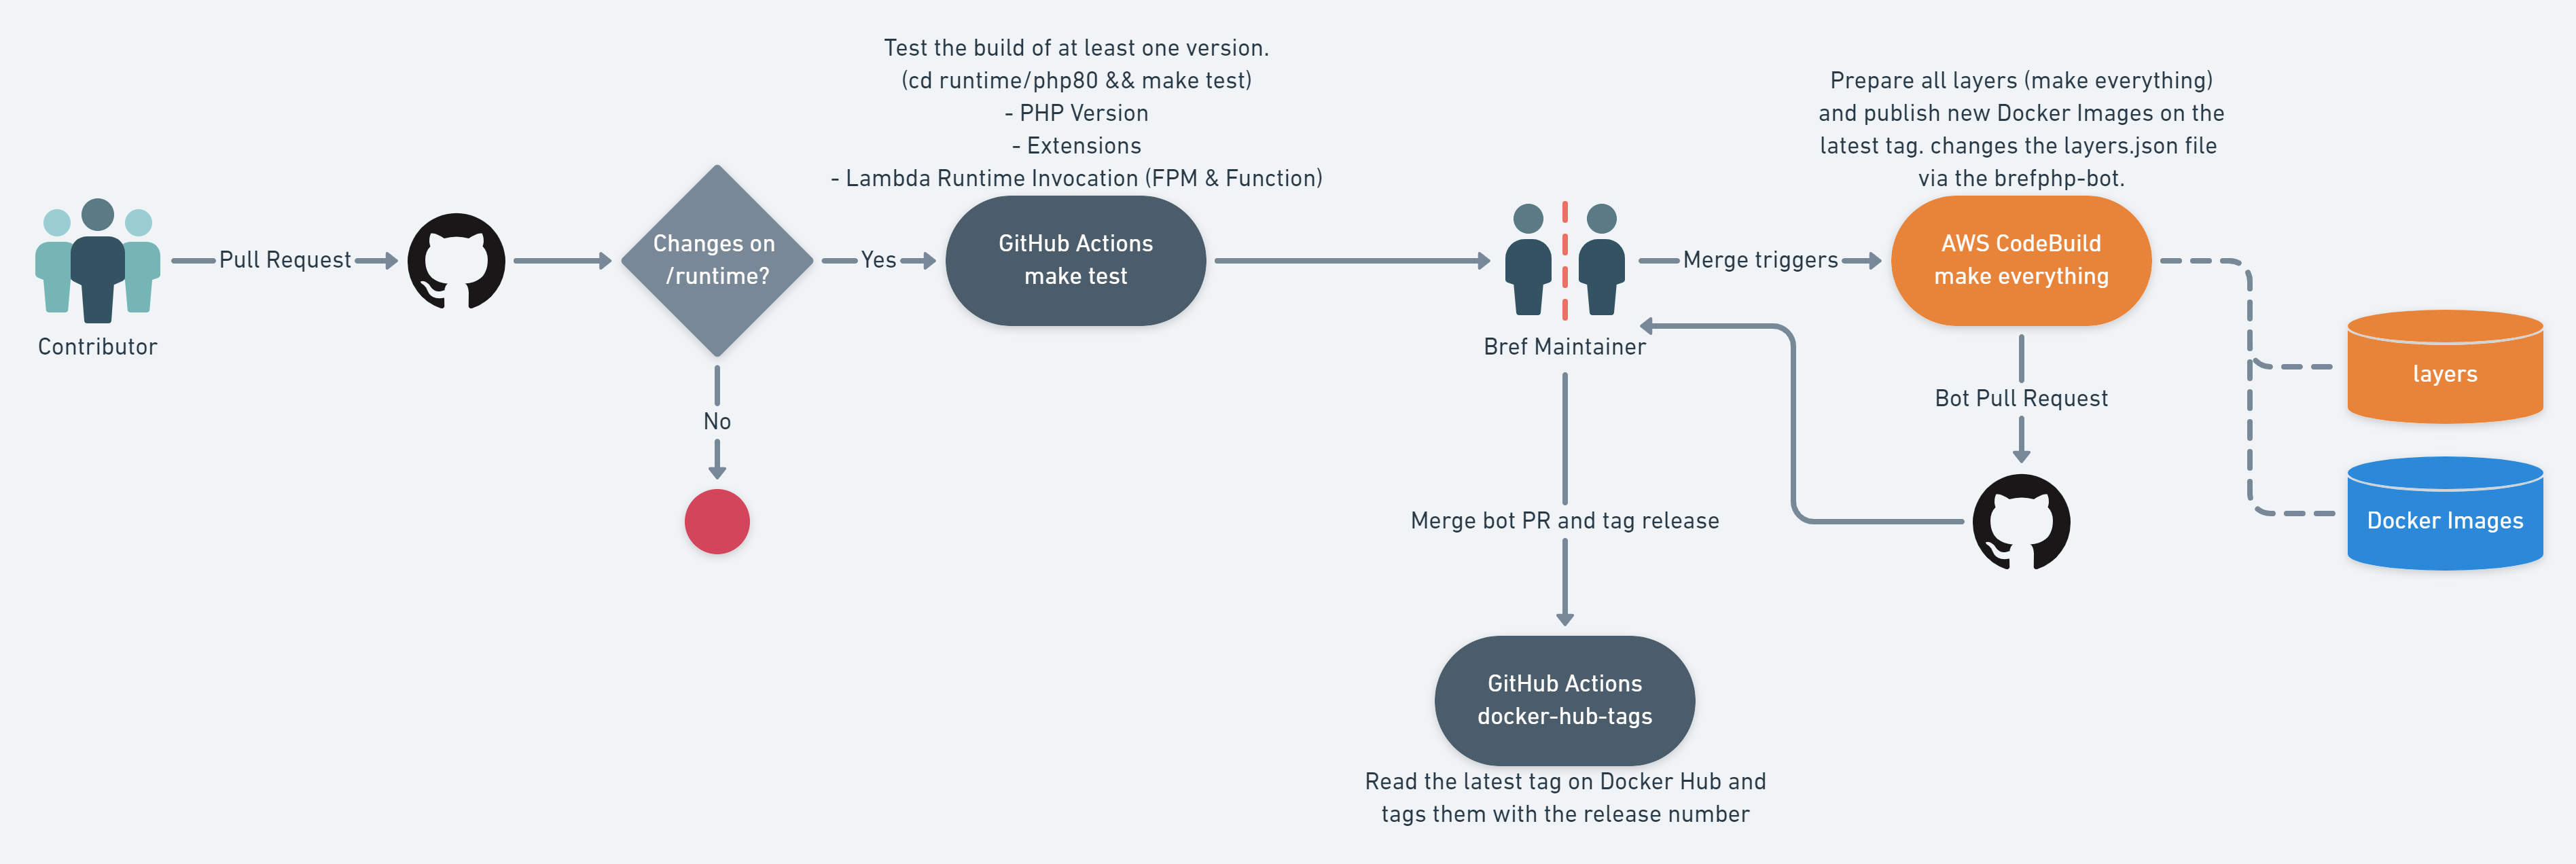 Test the build of at least one version.
(cd runtime/php80 && make test)
- PHP Version
- Extensions
- Lambda Runtime Invocation (FPM & Function)
Prepare all layers (make everything)
and publish new Docker Images on the
latest tag. changes the layers.json file
via the brefphp-bot.
Contributor
Pull Request
Changes on
/runtime?
Yes
No
GitHub Actions
make test
Bref Maintainer
Merge triggers
AWS CodeBuild
make everything
layers
Docker Images
Bot Pull Request
Merge bot PR and tag release
GitHub Actions
docker-hub-tags
Read the latest tag on Docker Hub and
tags them with the release number